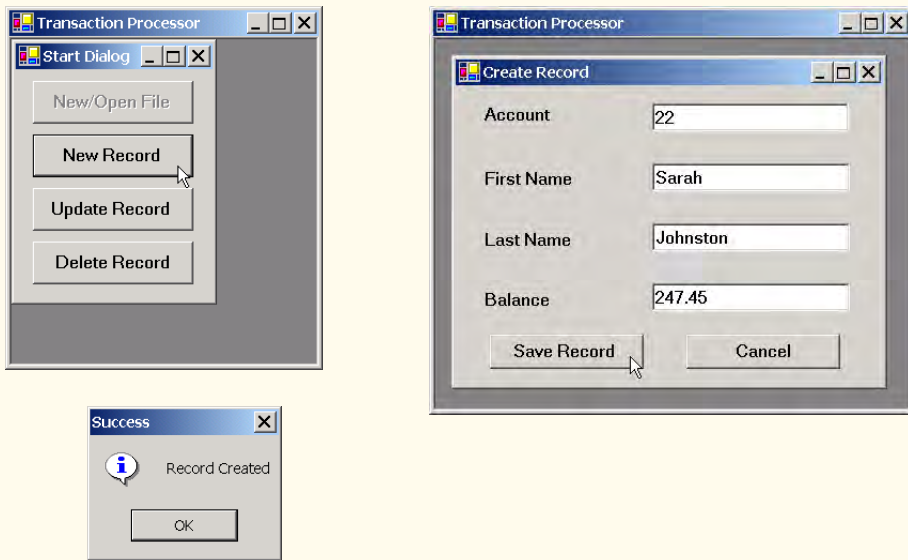 Transaction Processor
Start Dialog
New/Open File
New Record
Update Record
Delete Record
Transaction Processor
Create Record
Account 22
First Name Sarah
Last Name Johnston
Balance 247.45
Save Record Cancel
Success
Record Created
OK